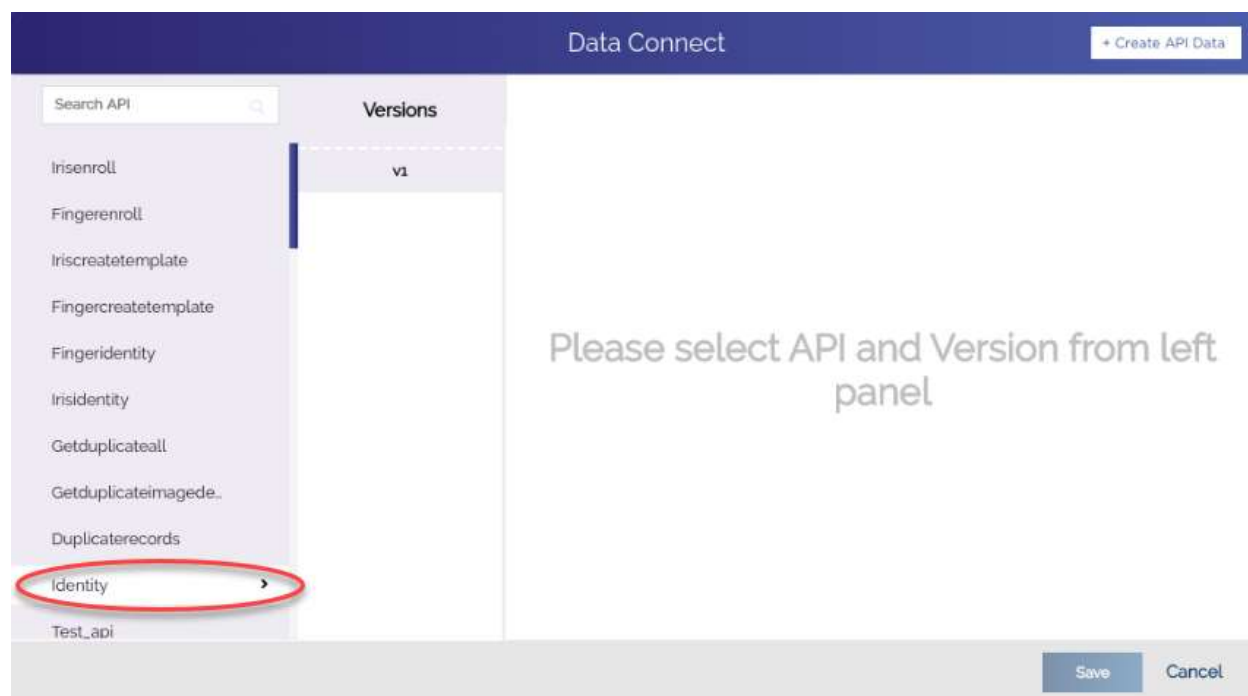 Data Connect
+ Create API Data
Search API
Versions
Irisenroll
v1
Fingerenroll
Iriscreatetemplate
Fingercreatetemplate
Fingeridentity
Irisidentity
Getduplicateall
Getduplicateimagede..
Duplicaterecords
Identity
Test_api
Please select API and Version from left
panel
Save
Cancel